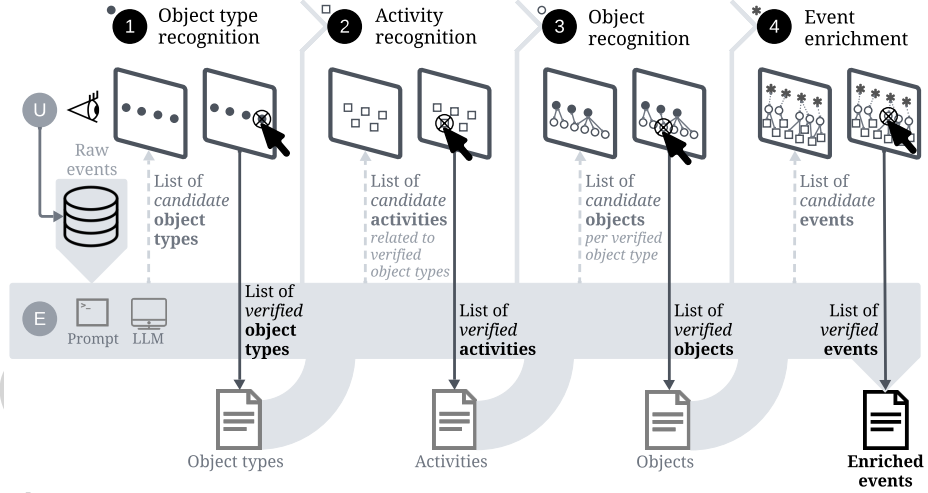 1
Object type
recognition
2
Activity
recognition
3
Object
recognition
4
Event
enrichment
U
Raw
events
List of
candidate
object
types
List of
candidate
activities
related to
verified
object types
List of
candidate
objects
per verified
object type
List of
candidate
events
E
>_
Prompt
LLM
List of
verified
object
types
List of
verified
activities
List of
verified
objects
List of
verified
events
Object types
Activities
Objects
Enriched
events